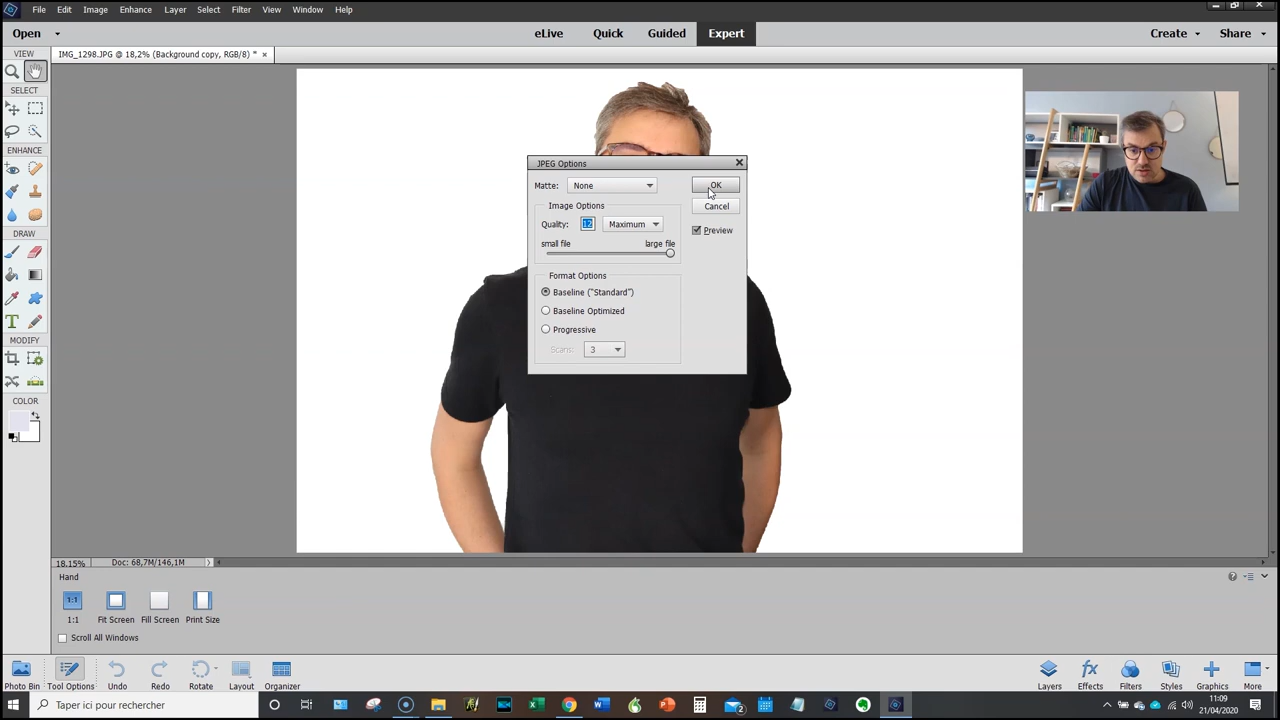 File Edit Image Enhance Layer Select Filter View Window Help
Open eLive Quick Guided Expert Create Share
VIEW
IMG_1298.JPG @ 18,2% (Background copy, RGB/8) * ×
SELECT
ENHANCE
DRAW
MODIFY
COLOR
JPEG Options
Matte: None OK
Image Options Cancel
Quality: 12 Maximum Preview
small file large file
Format Options
Baseline ("Standard")
Baseline Optimized
Progressive
Scans: 3
18.15% Doc: 68,7M/146,1M
Hand
1:1
1:1 Fit Screen Fill Screen Print Size
Scroll All Windows
Photo Bin Tool Options Undo Redo Rotate Layout Organizer Layers Effects Filters Styles Graphics More
Taper ici pour rechercher
11:09
21/04/2020